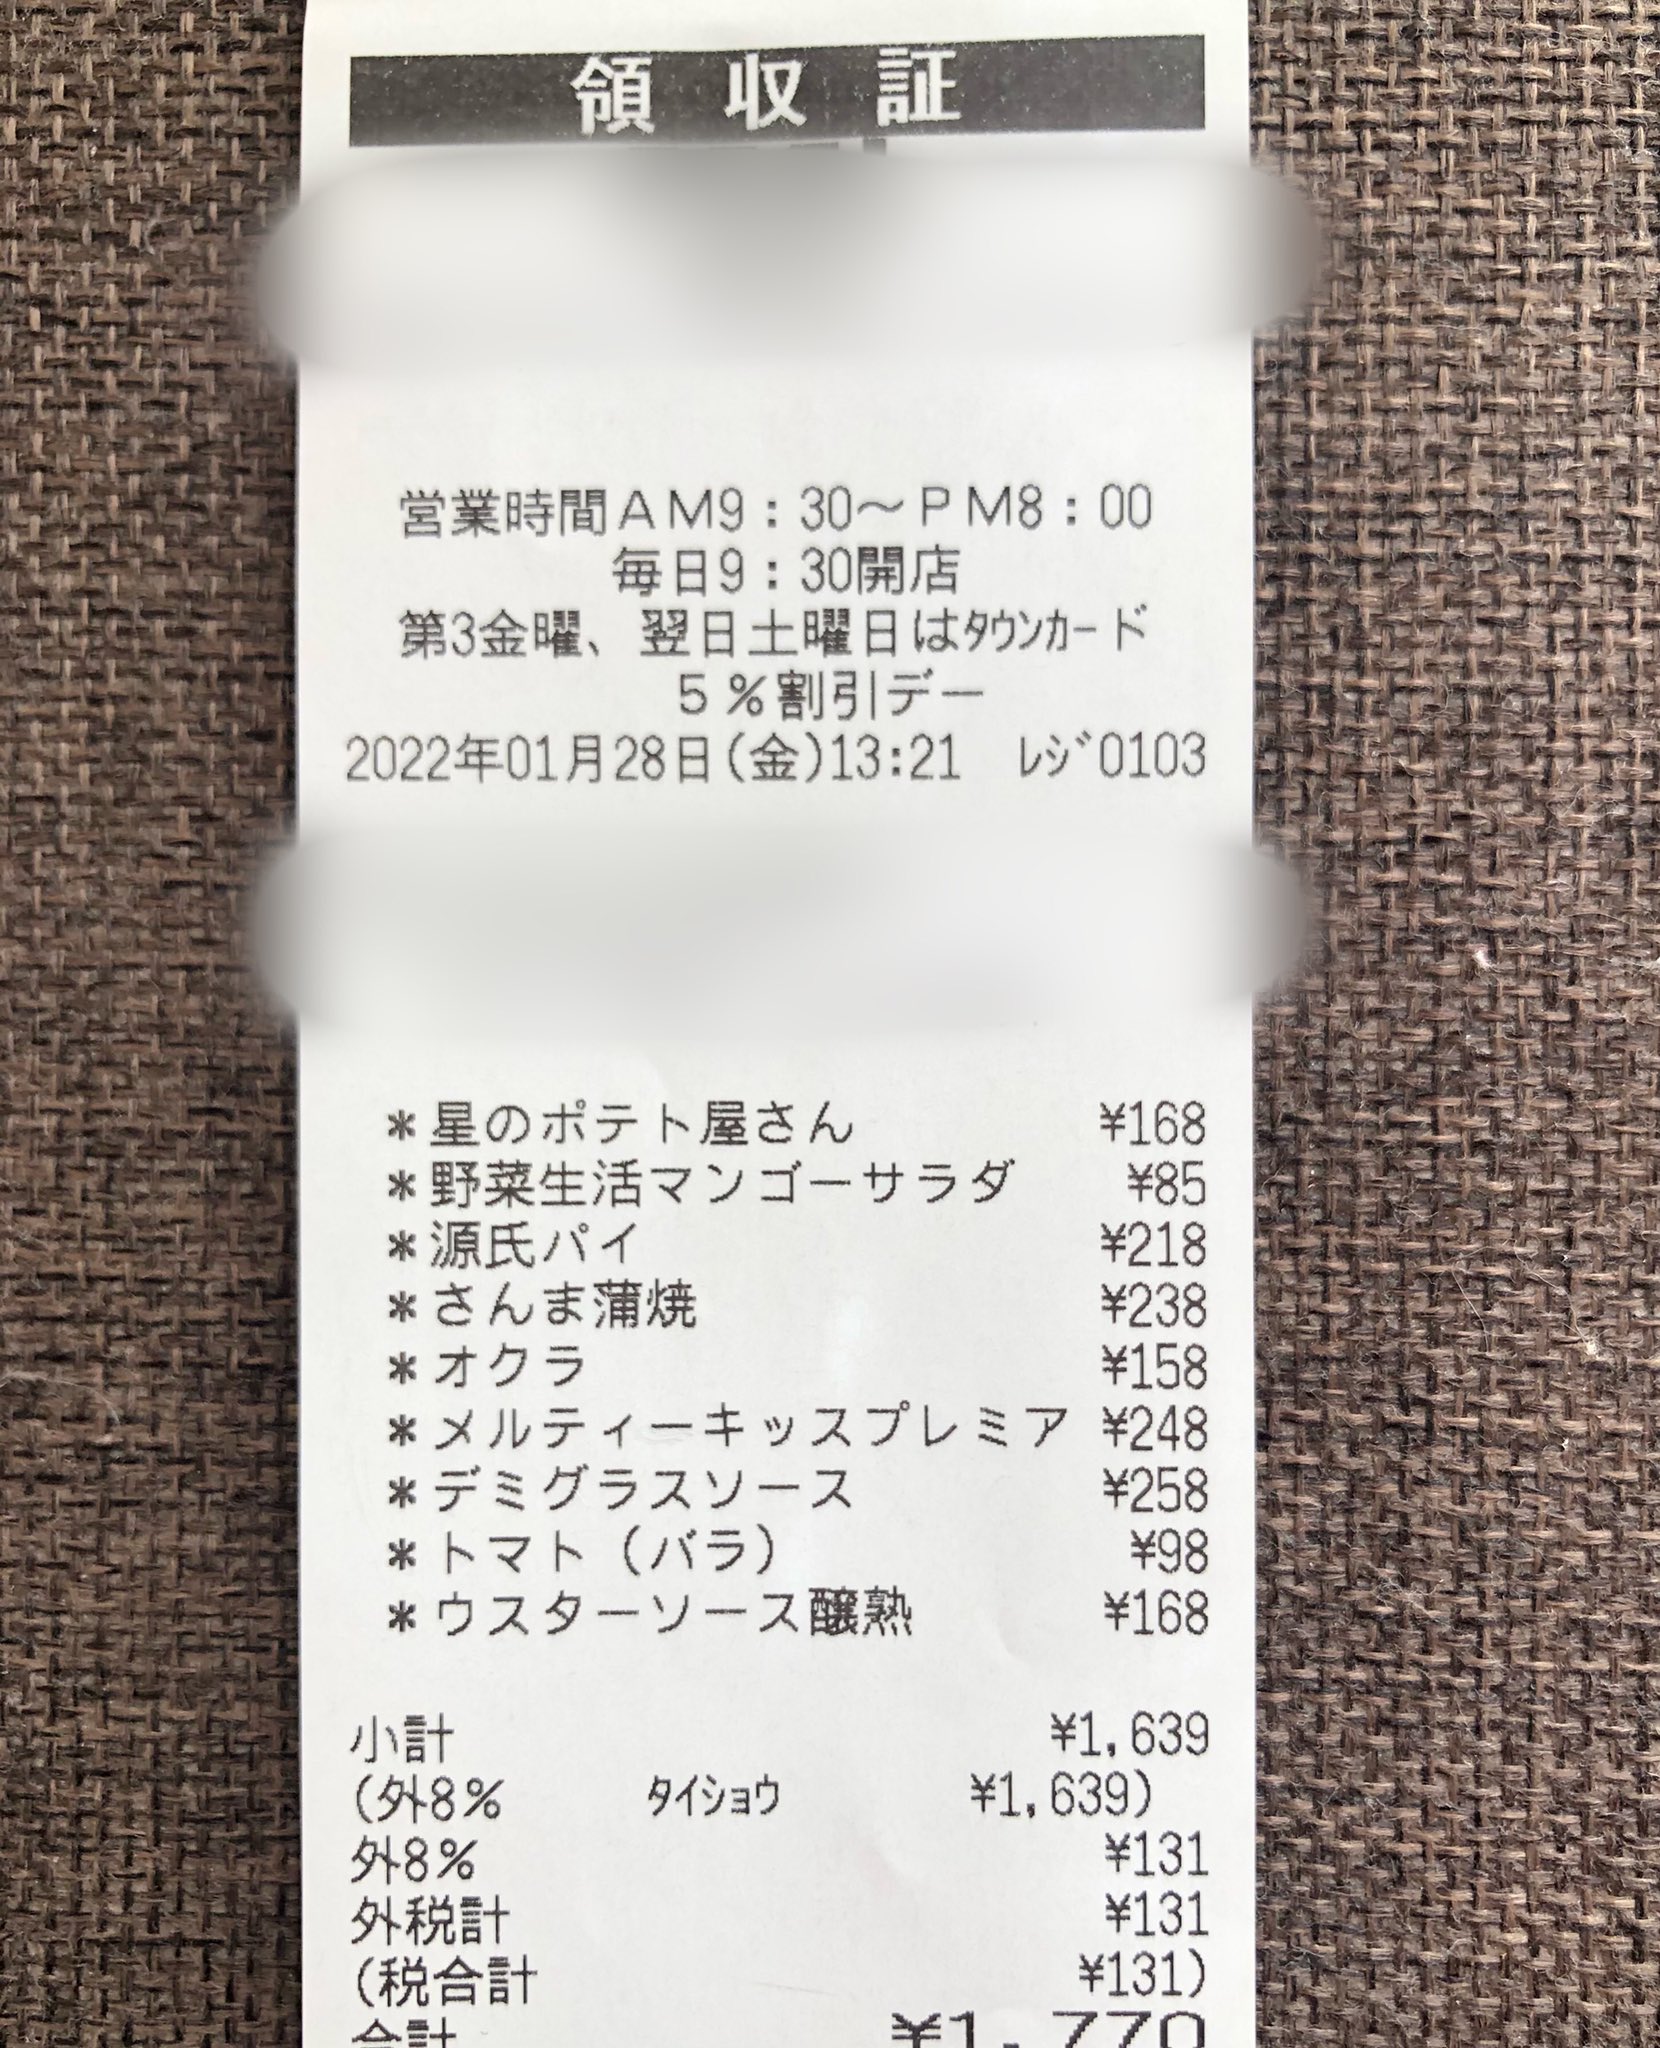 領収証
営業時間AM9:30〜PM8:00
毎日9:30開店
第3金曜、翌日土曜日はﾀｳﾝｶｰﾄﾞ
5%割引デー
2022年01月28日(金)13:21 ﾚｼﾞ0103
*星のポテト屋さん ¥168
*野菜生活マンゴーサラダ ¥85
*源氏パイ ¥218
*さんま蒲焼 ¥238
*オクラ ¥158
*メルティーキッスプレミア ¥248
*デミグラスソース ¥258
*トマト(バラ) ¥98
*ウスターソース醸熟 ¥168
小計 ¥1,639
(外8% ﾀｲｼｮｳ ¥1,639)
外8% ¥131
外税計 ¥131
(税合計 ¥131)
合計 ¥1,770